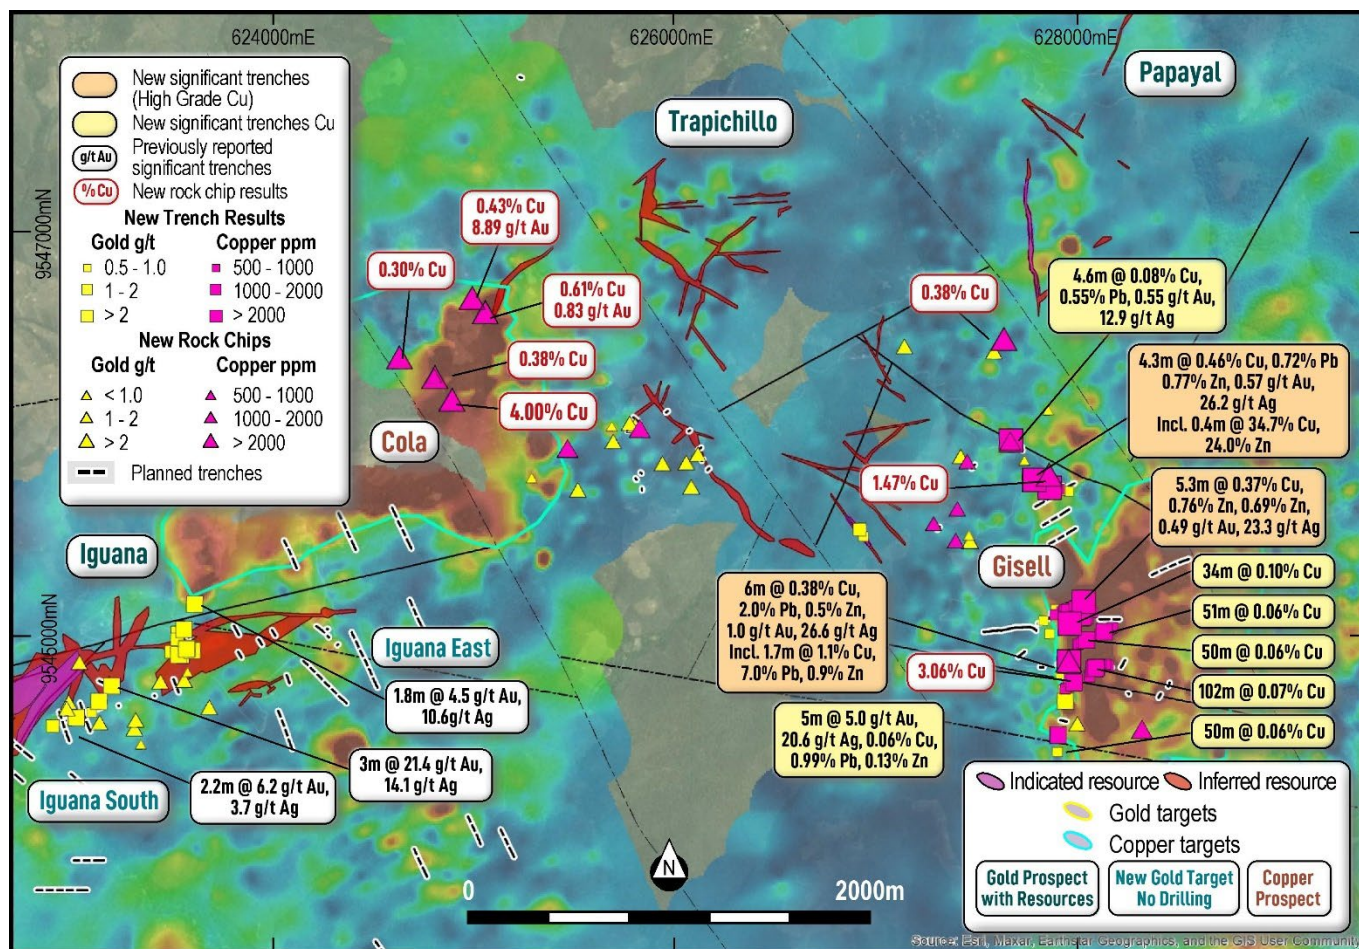 624000mE
626000mE
628000mE
9547000mN
9545000mN
New significant trenches
(High Grade Cu)
New significant trenches Cu
g/t Au
Previously reported
significant trenches
% Cu
New rock chip results
New Trench Results
Gold g/t
Copper ppm
0.5 - 1.0
500 - 1000
1 - 2
1000 - 2000
> 2
> 2000
New Rock Chips
Gold g/t
Copper ppm
< 1.0
500 - 1000
1 - 2
1000 - 2000
> 2
> 2000
Planned trenches
Papayal
Trapichillo
0.43% Cu
8.89 g/t Au
0.30% Cu
0.61% Cu
0.83 g/t Au
0.38% Cu
4.00% Cu
Cola
0.38% Cu
4.6m @ 0.08% Cu,
0.55% Pb, 0.55 g/t Au,
12.9 g/t Ag
4.3m @ 0.46% Cu, 0.72% Pb
0.77% Zn, 0.57 g/t Au,
26.2 g/t Ag
Incl. 0.4m @ 34.7% Cu,
24.0% Zn
1.47% Cu
5.3m @ 0.37% Cu,
0.76% Zn, 0.69% Zn,
0.49 g/t Au, 23.3 g/t Ag
Gisell
34m @ 0.10% Cu
51m @ 0.06% Cu
50m @ 0.06% Cu
102m @ 0.07% Cu
50m @ 0.06% Cu
6m @ 0.38% Cu,
2.0% Pb, 0.5% Zn,
1.0 g/t Au, 26.6 g/t Ag
Incl. 1.7m @ 1.1% Cu,
7.0% Pb, 0.9% Zn
3.06% Cu
5m @ 5.0 g/t Au,
20.6 g/t Ag, 0.06% Cu,
0.99% Pb, 0.13% Zn
Iguana
Iguana East
1.8m @ 4.5 g/t Au,
10.6g/t Ag
3m @ 21.4 g/t Au,
14.1 g/t Ag
2.2m @ 6.2 g/t Au,
3.7 g/t Ag
Iguana South
N
0
2000m
Indicated resource
Inferred resource
Gold targets
Copper targets
Gold Prospect
with Resources
New Gold Target
No Drilling
Copper
Prospect
Source: Esri, Maxar, Earthstar Geographics, and the GIS User Community